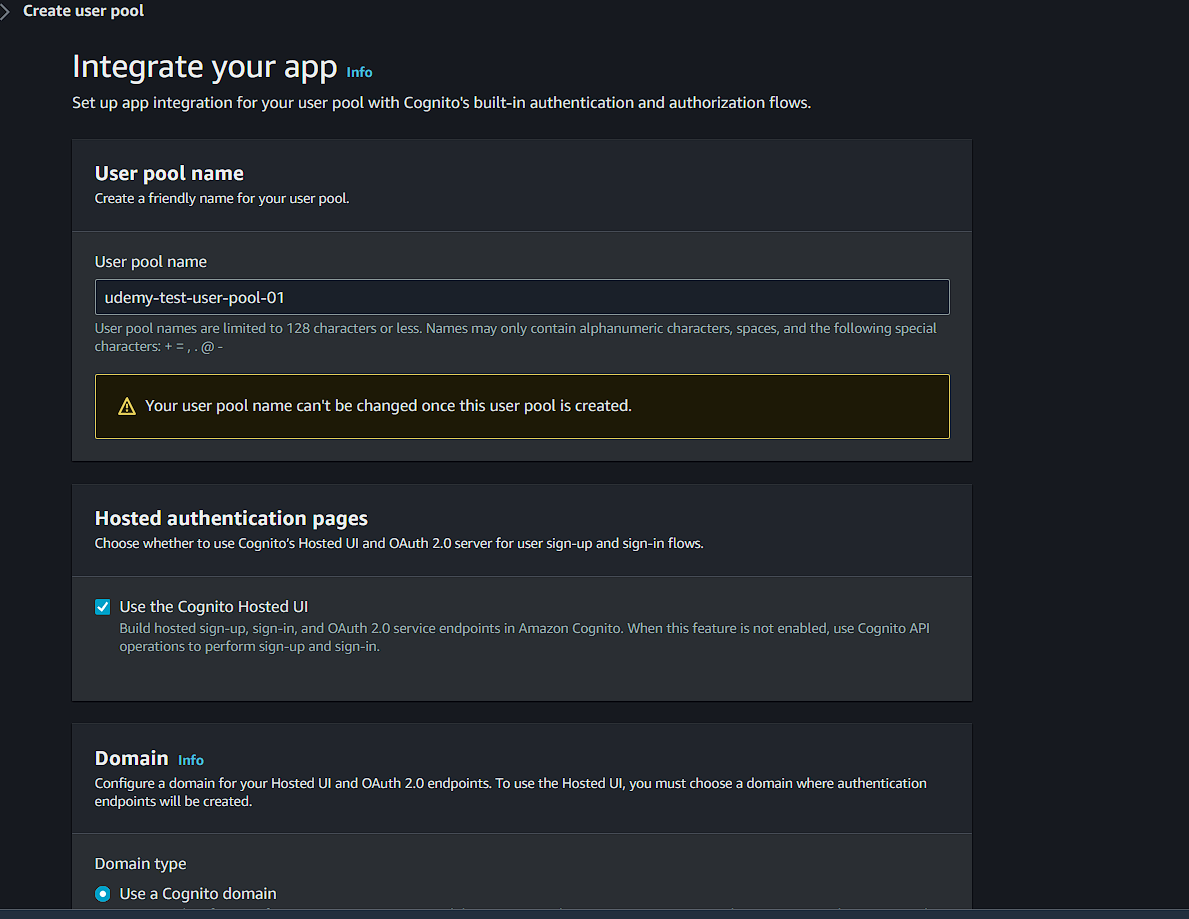 Create user pool
Integrate your app Info
Set up app integration for your user pool with Cognito's built-in authentication and authorization flows.
User pool name
Create a friendly name for your user pool.
User pool name
udemy-test-user-pool-01
User pool names are limited to 128 characters or less. Names may only contain alphanumeric characters, spaces, and the following special
characters: + = , . @ -
Your user pool name can't be changed once this user pool is created.
Hosted authentication pages
Choose whether to use Cognito's Hosted UI and OAuth 2.0 server for user sign-up and sign-in flows.
Use the Cognito Hosted UI
Build hosted sign-up, sign-in, and OAuth 2.0 service endpoints in Amazon Cognito. When this feature is not enabled, use Cognito API
operations to perform sign-up and sign-in.
Domain Info
Configure a domain for your Hosted UI and OAuth 2.0 endpoints. To use the Hosted UI, you must choose a domain where authentication
endpoints will be created.
Domain type
Use a Cognito domain